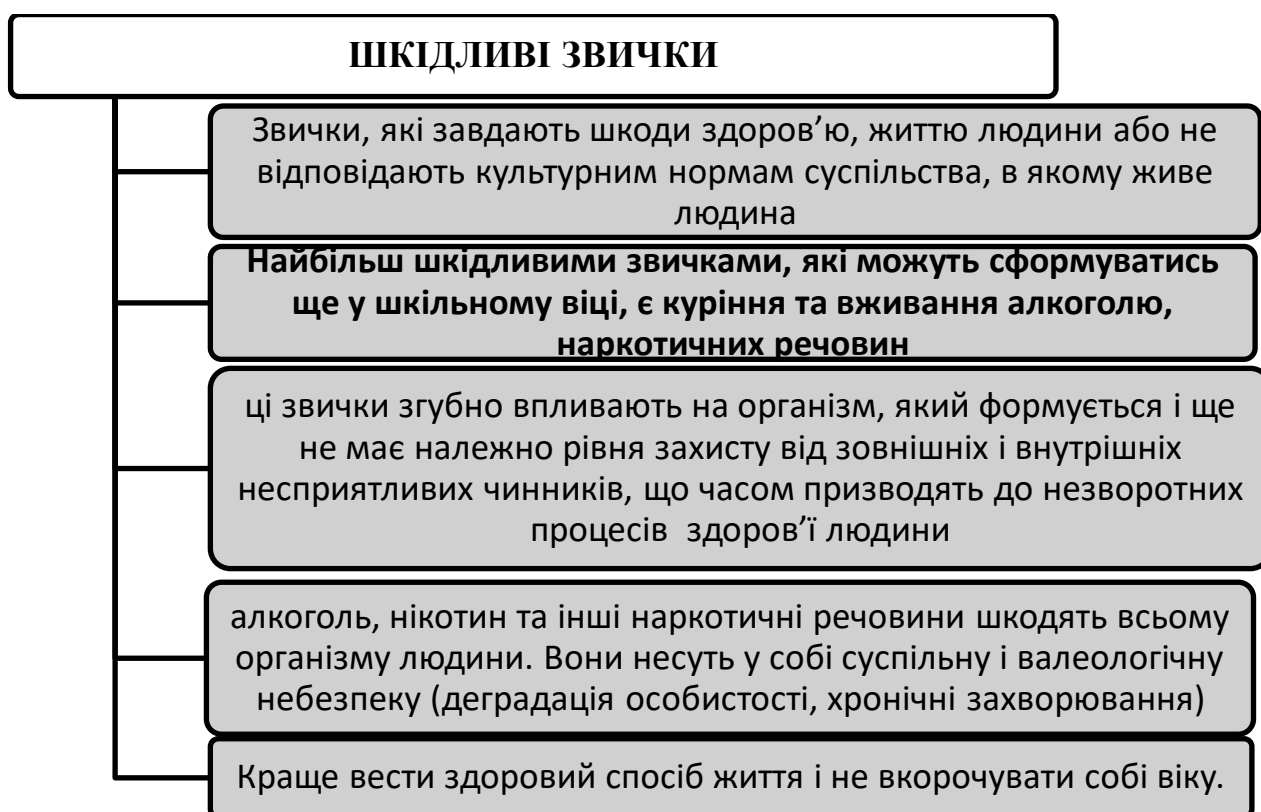 ШКІДЛИВІ ЗВИЧКИ
Звички, які завдають шкоди здоров’ю, життю людини або не
відповідають культурним нормам суспільства, в якому живе
людина
Найбільш шкідливими звичками, які можуть сформуватись
ще у шкільному віці, є куріння та вживання алкоголю,
наркотичних речовин
ці звички згубно впливають на організм, який формується і ще
не має належно рівня захисту від зовнішніх і внутрішніх
несприятливих чинників, що часом призводять до незворотних
процесів  здоров’ї людини
алкоголь, нікотин та інші наркотичні речовини шкодять всьому
організму людини. Вони несуть у собі суспільну і валеологічну
небезпеку (деградація особистості, хронічні захворювання)
Краще вести здоровий спосіб життя і не вкорочувати собі віку.